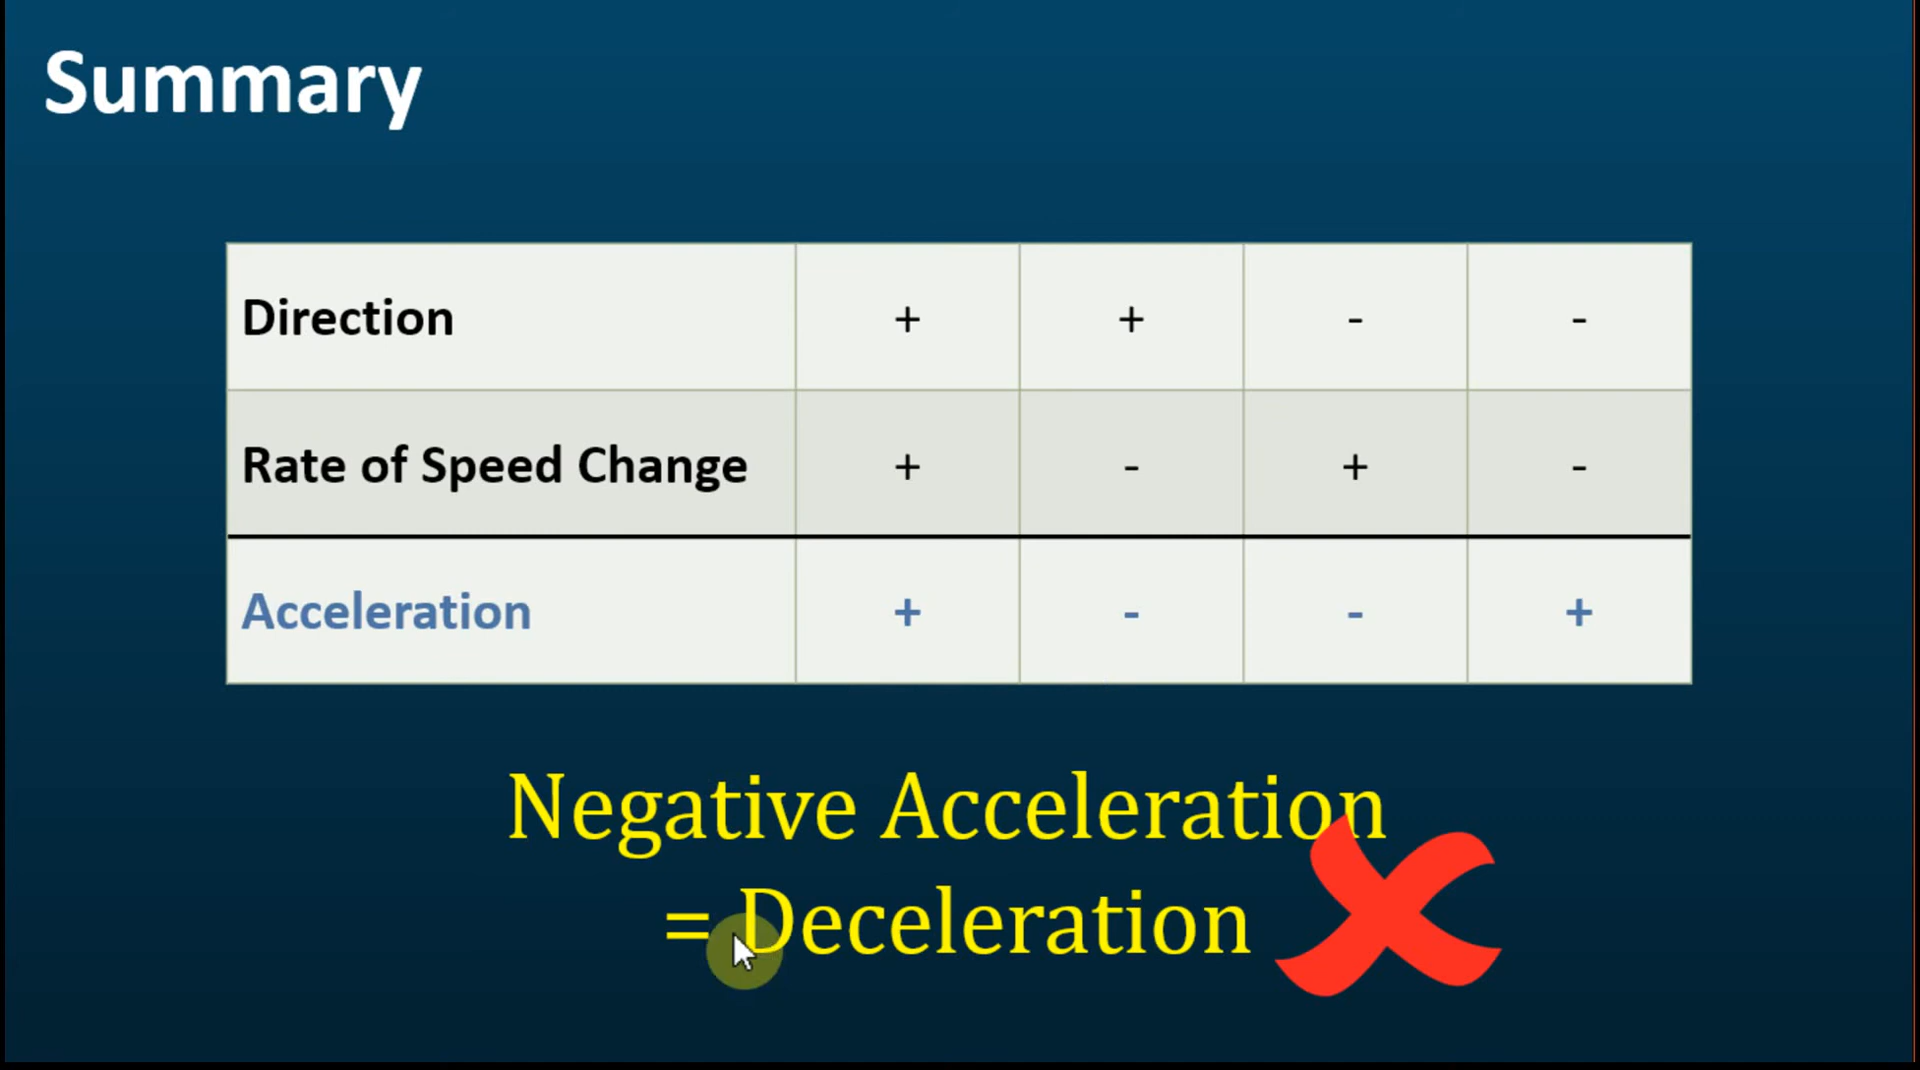 Summary
Direction + + - -
Rate of Speed Change + - + -
Acceleration + - - +
Negative Acceleration
= Deceleration